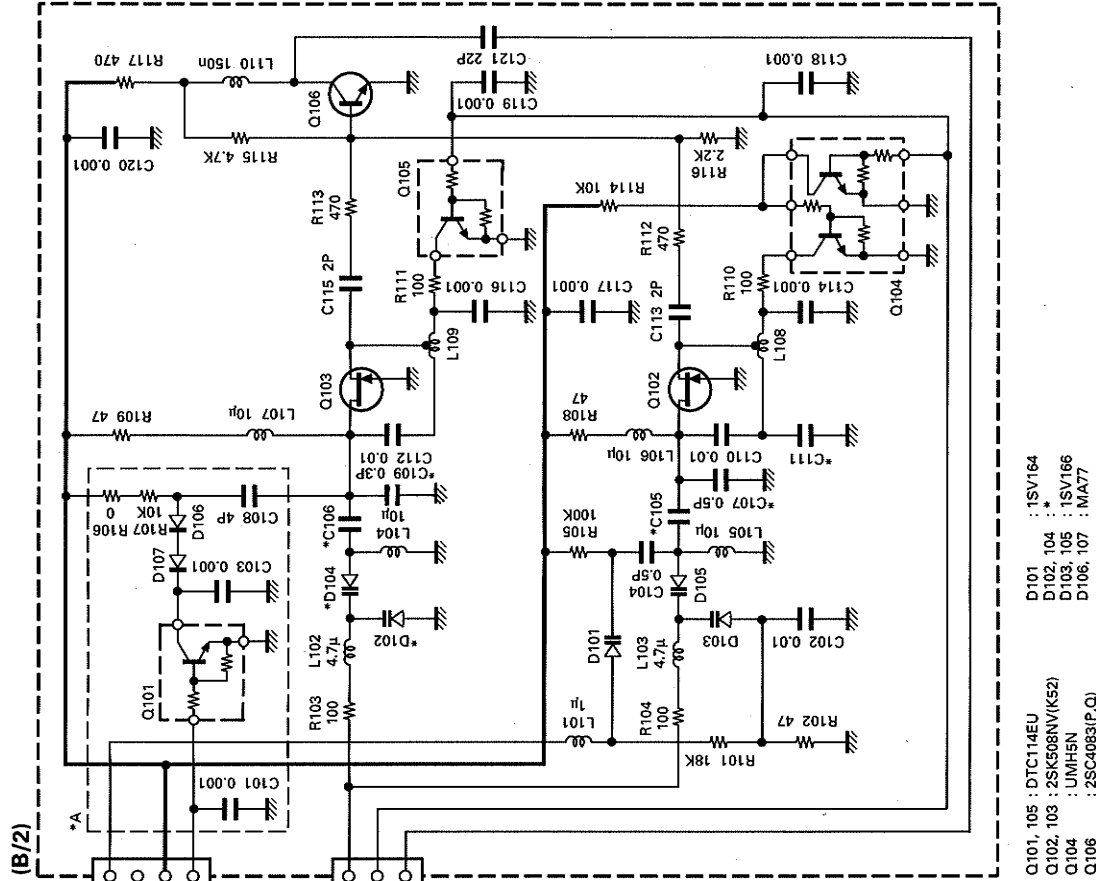 (B/2)
*A
R117 470
L110 150n
C121 22P
C119 0.001
C118 0.001
C120 0.001
R115 4.7K
Q106
R116
2.2K
Q105
R114 10K
R113
470
R112
470
C115 2P
R111
100
C116 0.001
C117 0.001
C113 2P
R110
100
C114 0.001
Q104
L109
L108
Q103
Q102
R109 47
L107 10μ
C112 0.01
*C109 0.3P
R108
47
L106 10μ
C110 0.01
*C111
R106
0
R107
10K
D106
D107
C108 4P
C103 0.001
*C106
10μ
L104
*D104
*D102
R105
100K
*C105
*C107 0.5P
L105 10μ
C104
0.5P
D105
D103
C102 0.01
Q101
L102
4.7μ
D101
L103
4.7μ
R103
100
L101
1μ
R104
100
R101
18K
R102 47
C101 0.001
Q101, 105 : DTC114EU
Q102, 103 : 2SK508NV(K52)
Q104 : UMH5N
Q106 : 2SC4083(P,Q)
D101 : 1SV164
D102, 104 : *
D103, 105 : 1SV166
D106, 107 : MA77